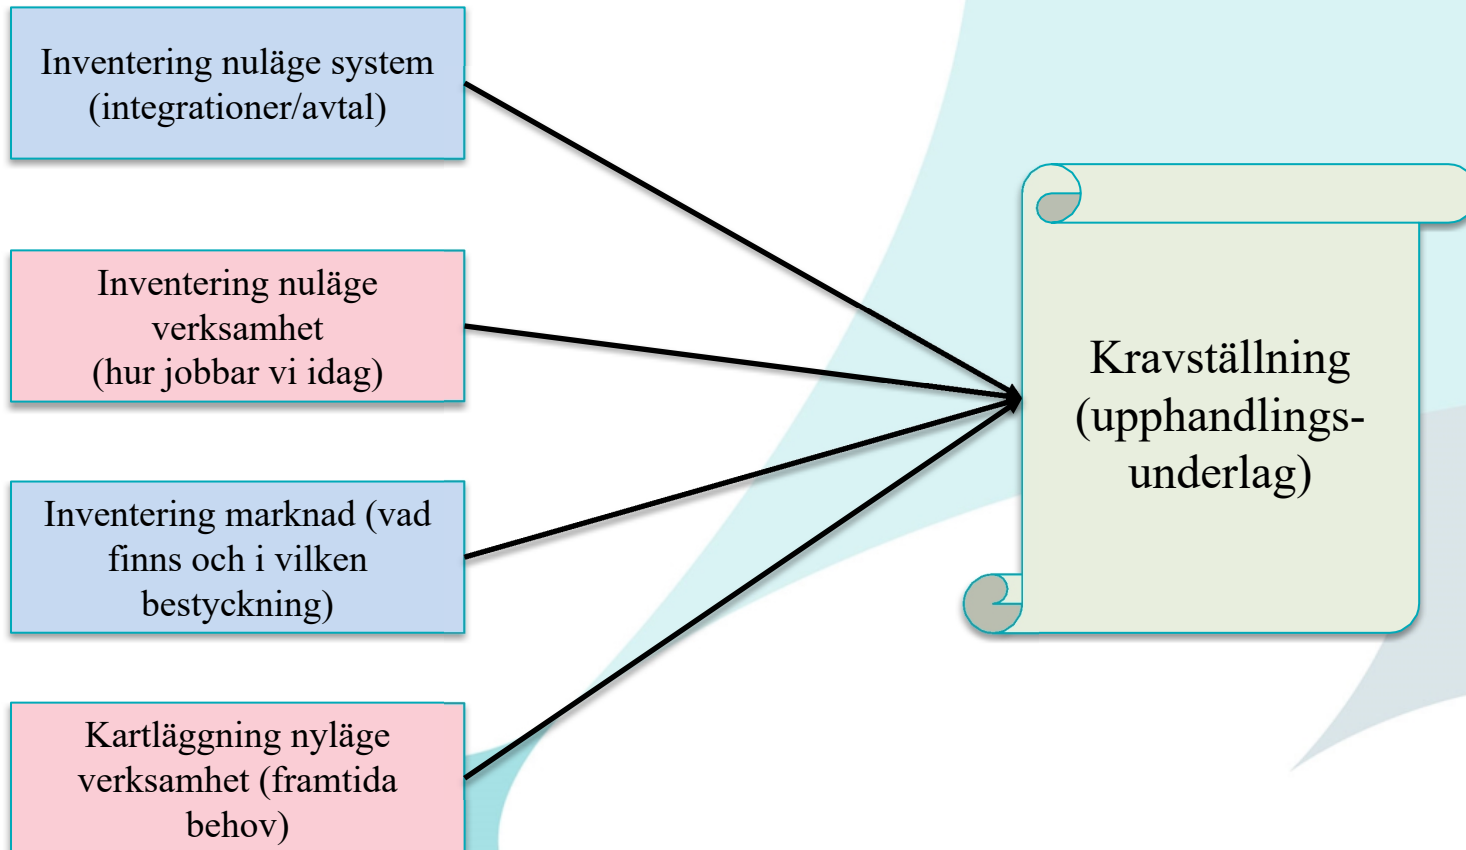 Inventering nuläge system
(integrationer/avtal)
Inventering nuläge
verksamhet
(hur jobbar vi idag)
Inventering marknad (vad
finns och i vilken
bestyckning)
Kartläggning nyläge
verksamhet (framtida
behov)
Kravställning
(upphandlings-
underlag)